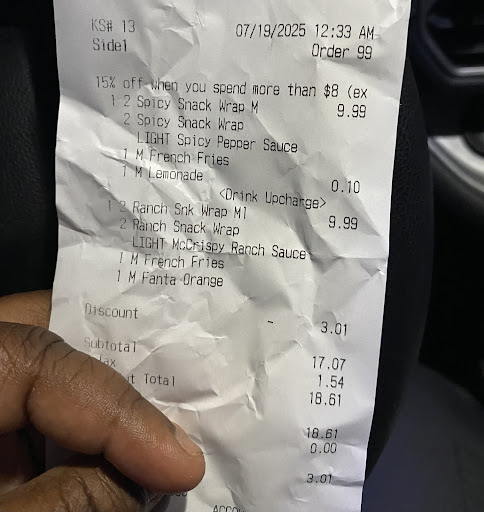 KS# 13 07/19/2025 12:33 AM
Side1 Order 99
15% off when you spend more than $8 (ex
1 2 Spicy Snack Wrap M 9.99
2 Spicy Snack Wrap
LIGHT Spicy Pepper Sauce
1 M French Fries
1 M Lemonade
<Drink Upcharge> 0.10
1 2 Ranch Snk Wrap Ml 9.99
2 Ranch Snack Wrap
LIGHT McCrispy Ranch Sauce
1 M French Fries
1 M Fanta Orange
Discount - 3.01
Subtotal 17.07
Tax 1.54
Total 18.61
18.61
0.00
3.01